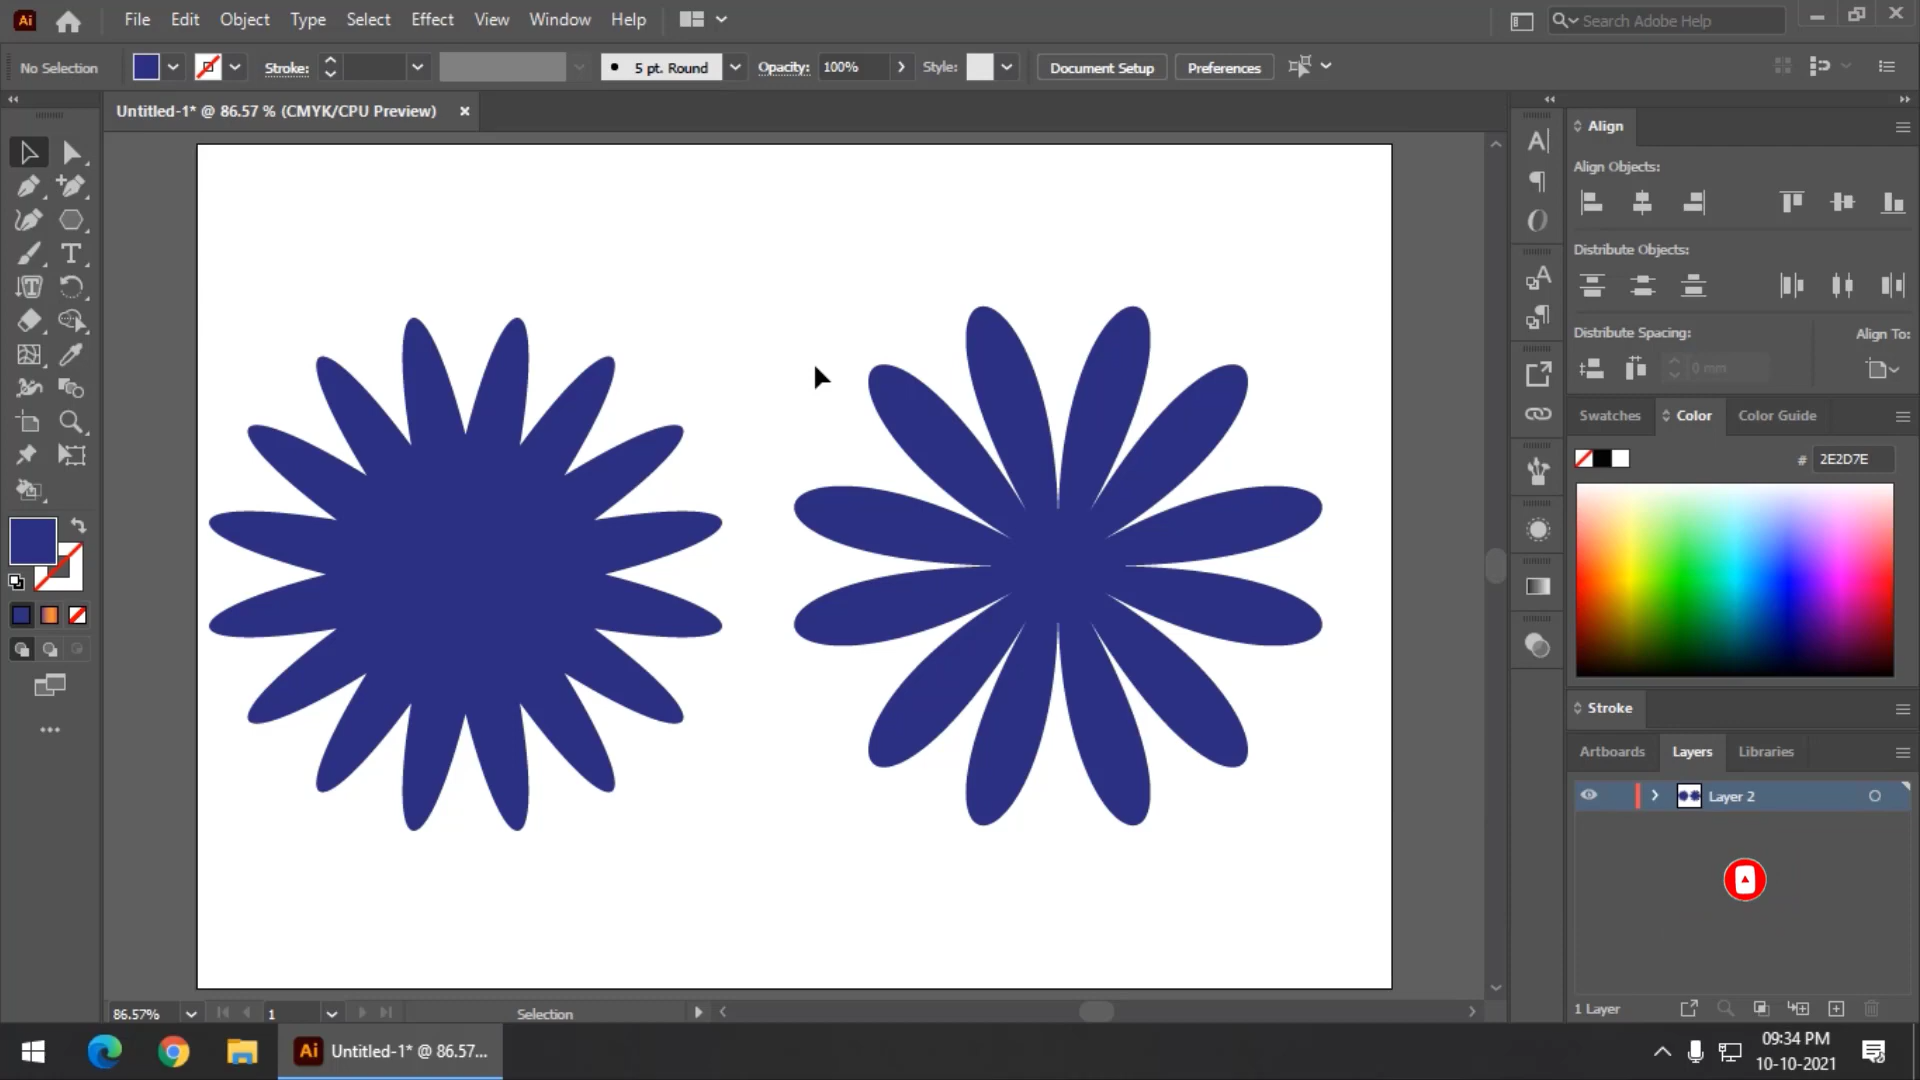 Ai File Edit Object Type Select Effect View Window Help Search Adobe Help
No Selection Stroke: 5 pt. Round Opacity: 100% Style: Document Setup Preferences
Untitled-1* @ 86.57 % (CMYK/CPU Preview)
Align
Align Objects:
Distribute Objects:
Distribute Spacing: Align To:
0 mm
Swatches Color Color Guide
# 2E2D7E
Stroke
Artboards Layers Libraries
Layer 2
86.57% 1 Selection 1 Layer
Ai Untitled-1* @ 86.57...
09:34 PM
10-10-2021